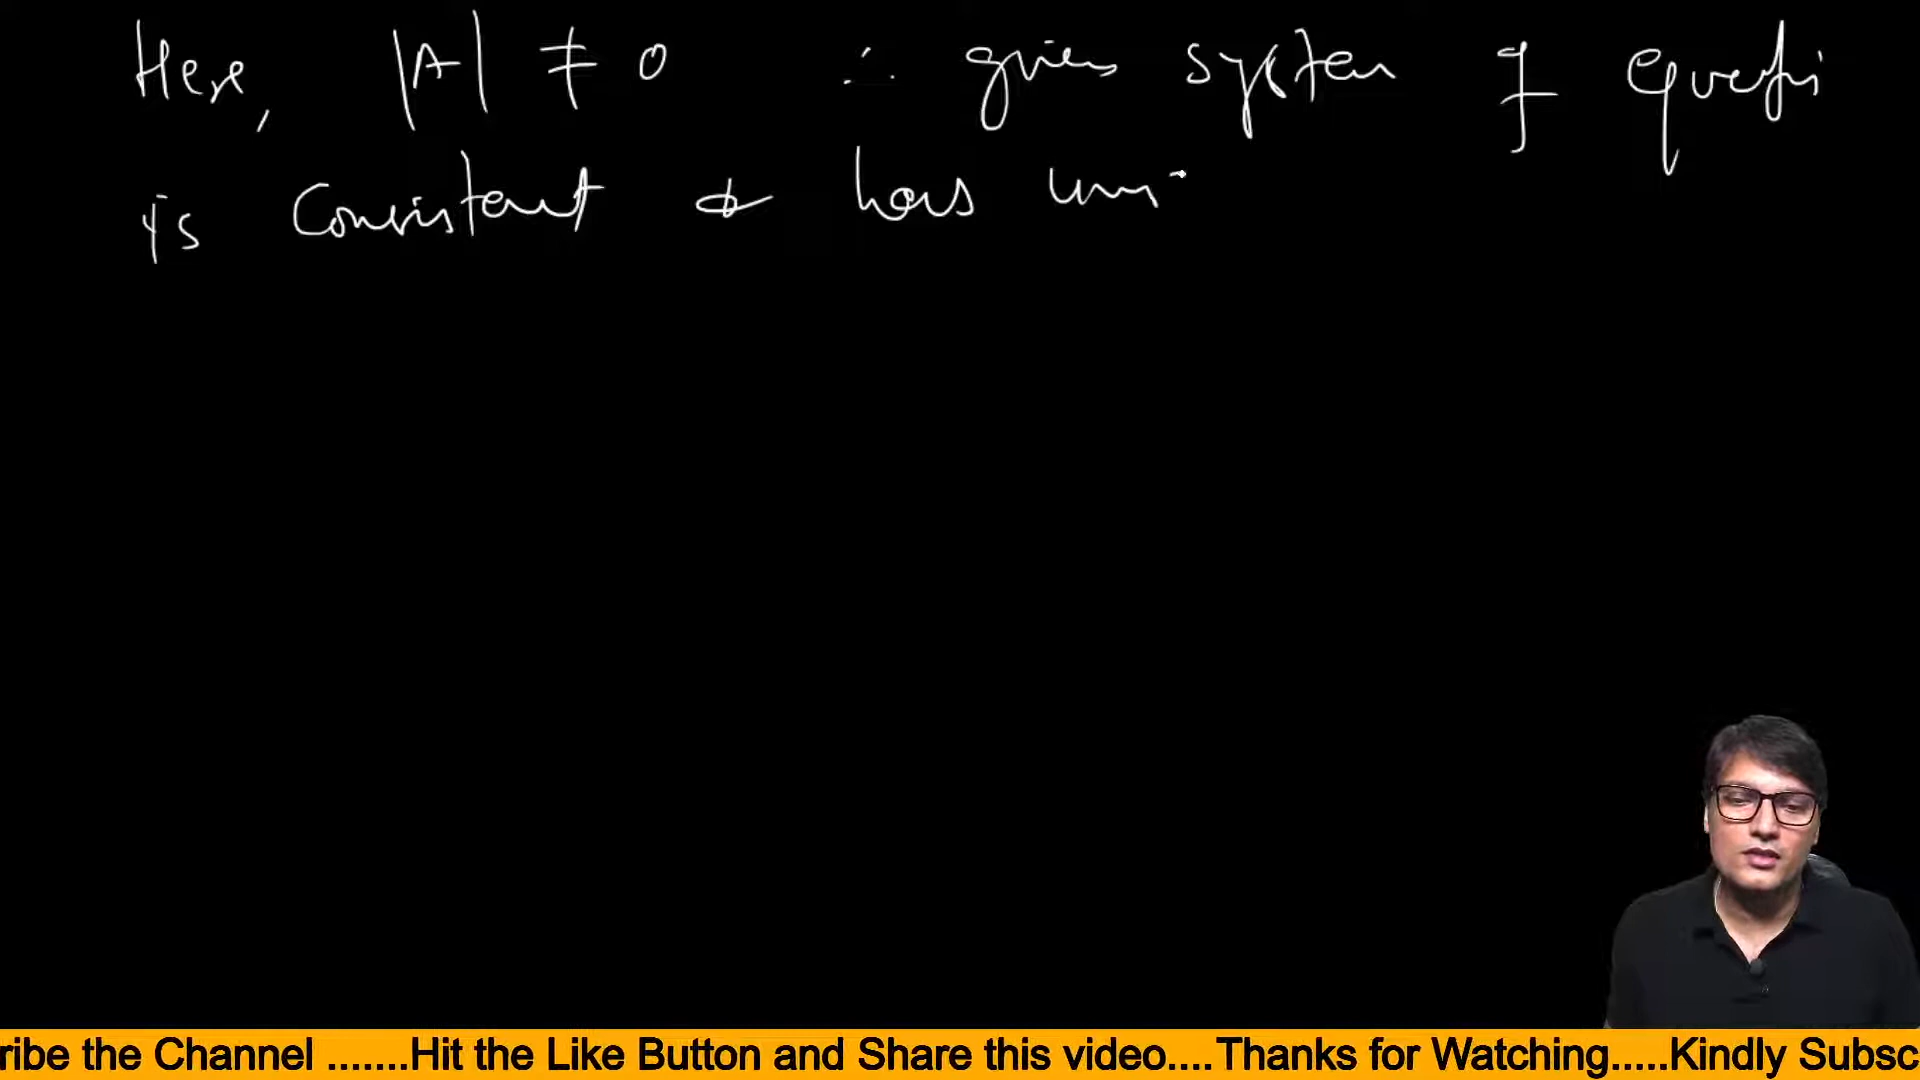 Here, |A| ≠ 0 ∴ given system of
is consistent & has uni
ribe the Channel .......Hit the Like Button and Share this video....Thanks for Watching.....Kindly Subsc